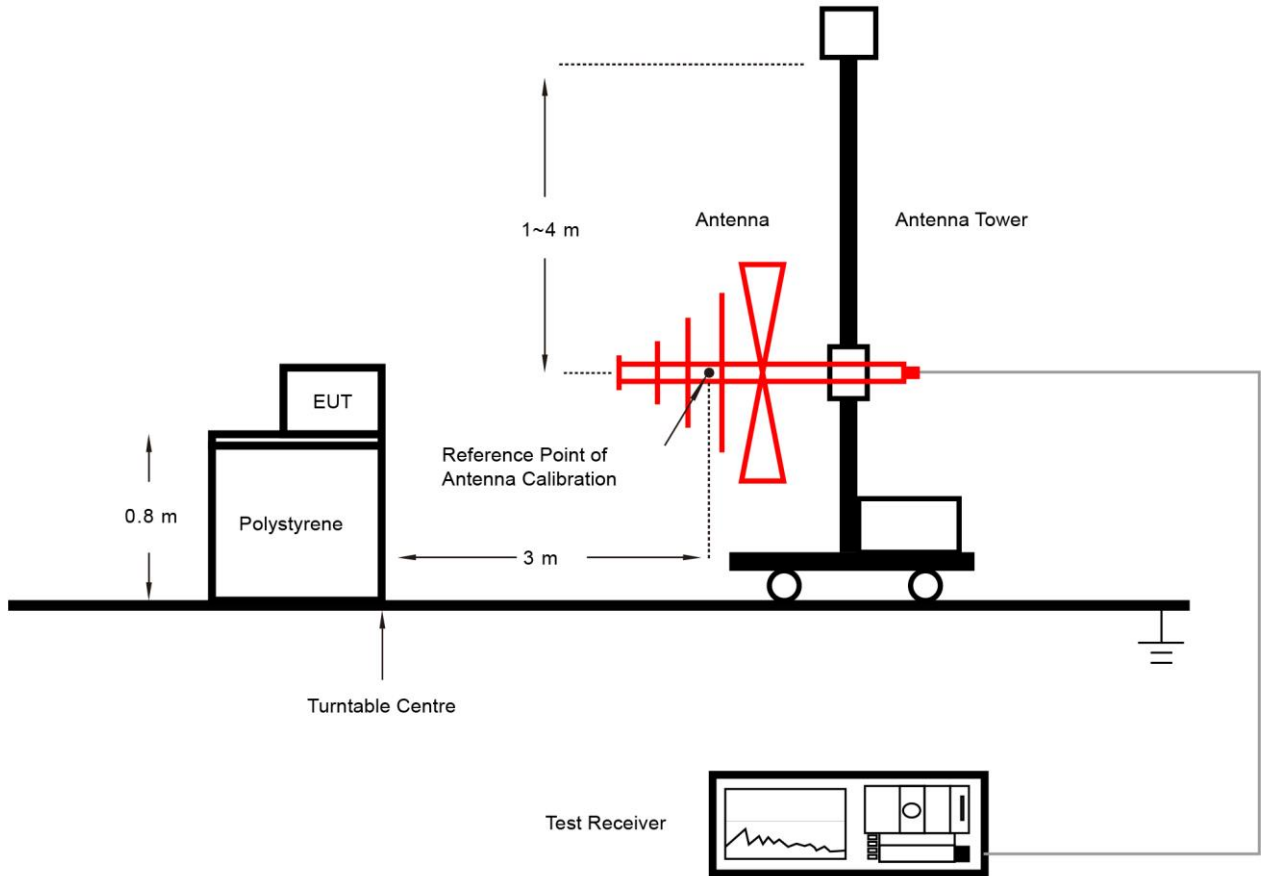 1~4 m
Antenna
Antenna Tower
EUT
Reference Point of
Antenna Calibration
0.8 m
Polystyrene
3 m
Turntable Centre
Test Receiver